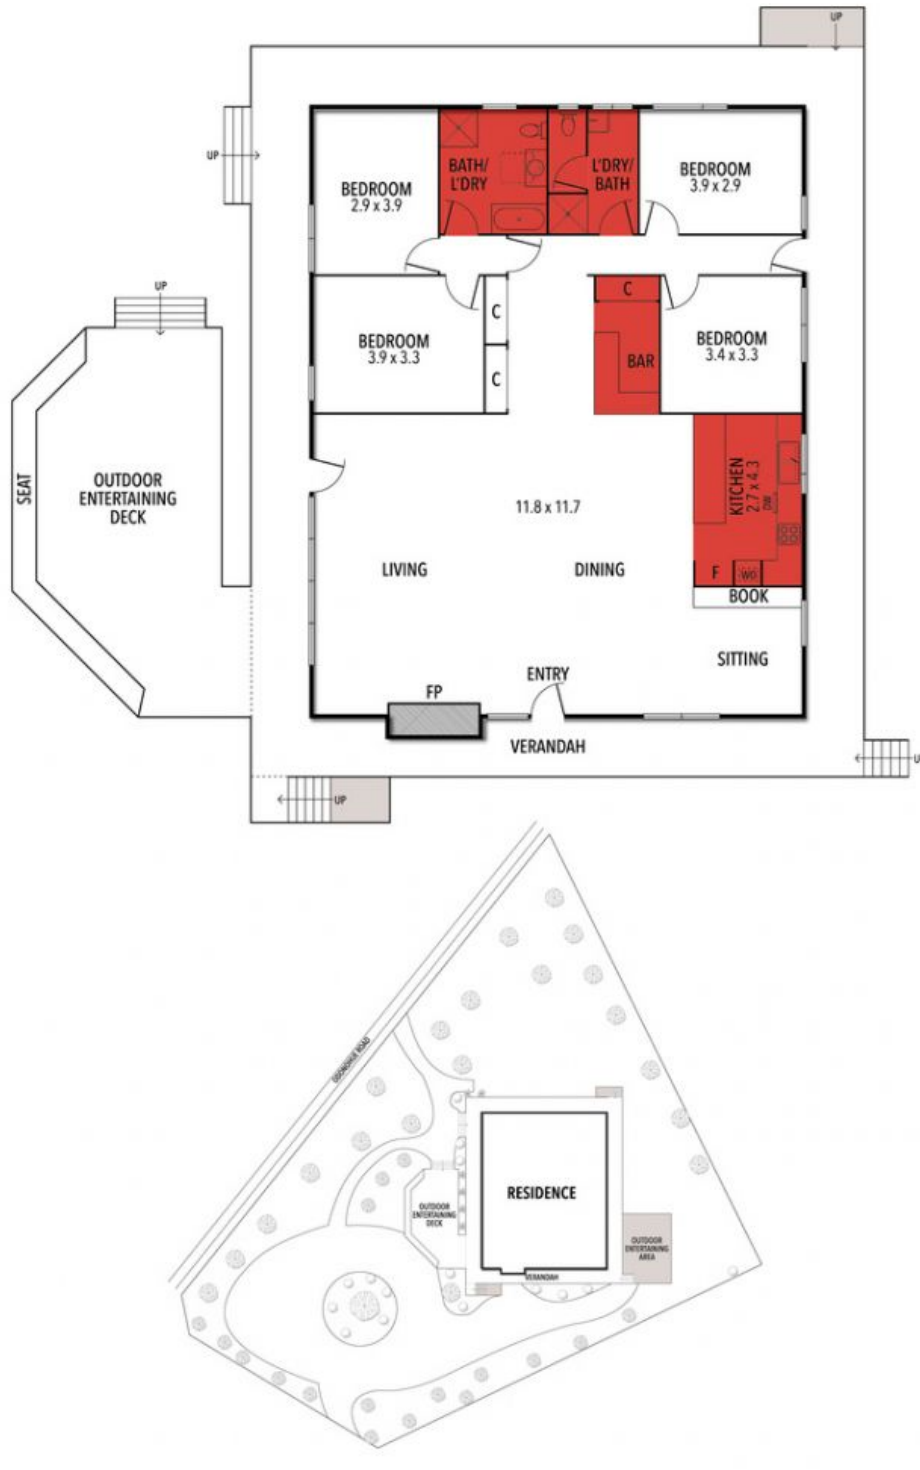 UP
UP
BEDROOM
2.9 x 3.9
BATH/
L'DRY
L'DRY/
BATH
BEDROOM
3.9 x 2.9
UP
C
C
BEDROOM
3.9 x 3.3
C
BAR
BEDROOM
3.4 x 3.3
SEAT
OUTDOOR
ENTERTAINING
DECK
KITCHEN
2.7 x 4.3
DW
11.8 x 11.7
LIVING
DINING
F
WO
BOOK
SITTING
ENTRY
FP
VERANDAH
U
UP
ODONOHUE ROAD
RESIDENCE
OUTDOOR
ENTERTAINING
DECK
OUTDOOR
ENTERTAINING
AREA
VERANDAH